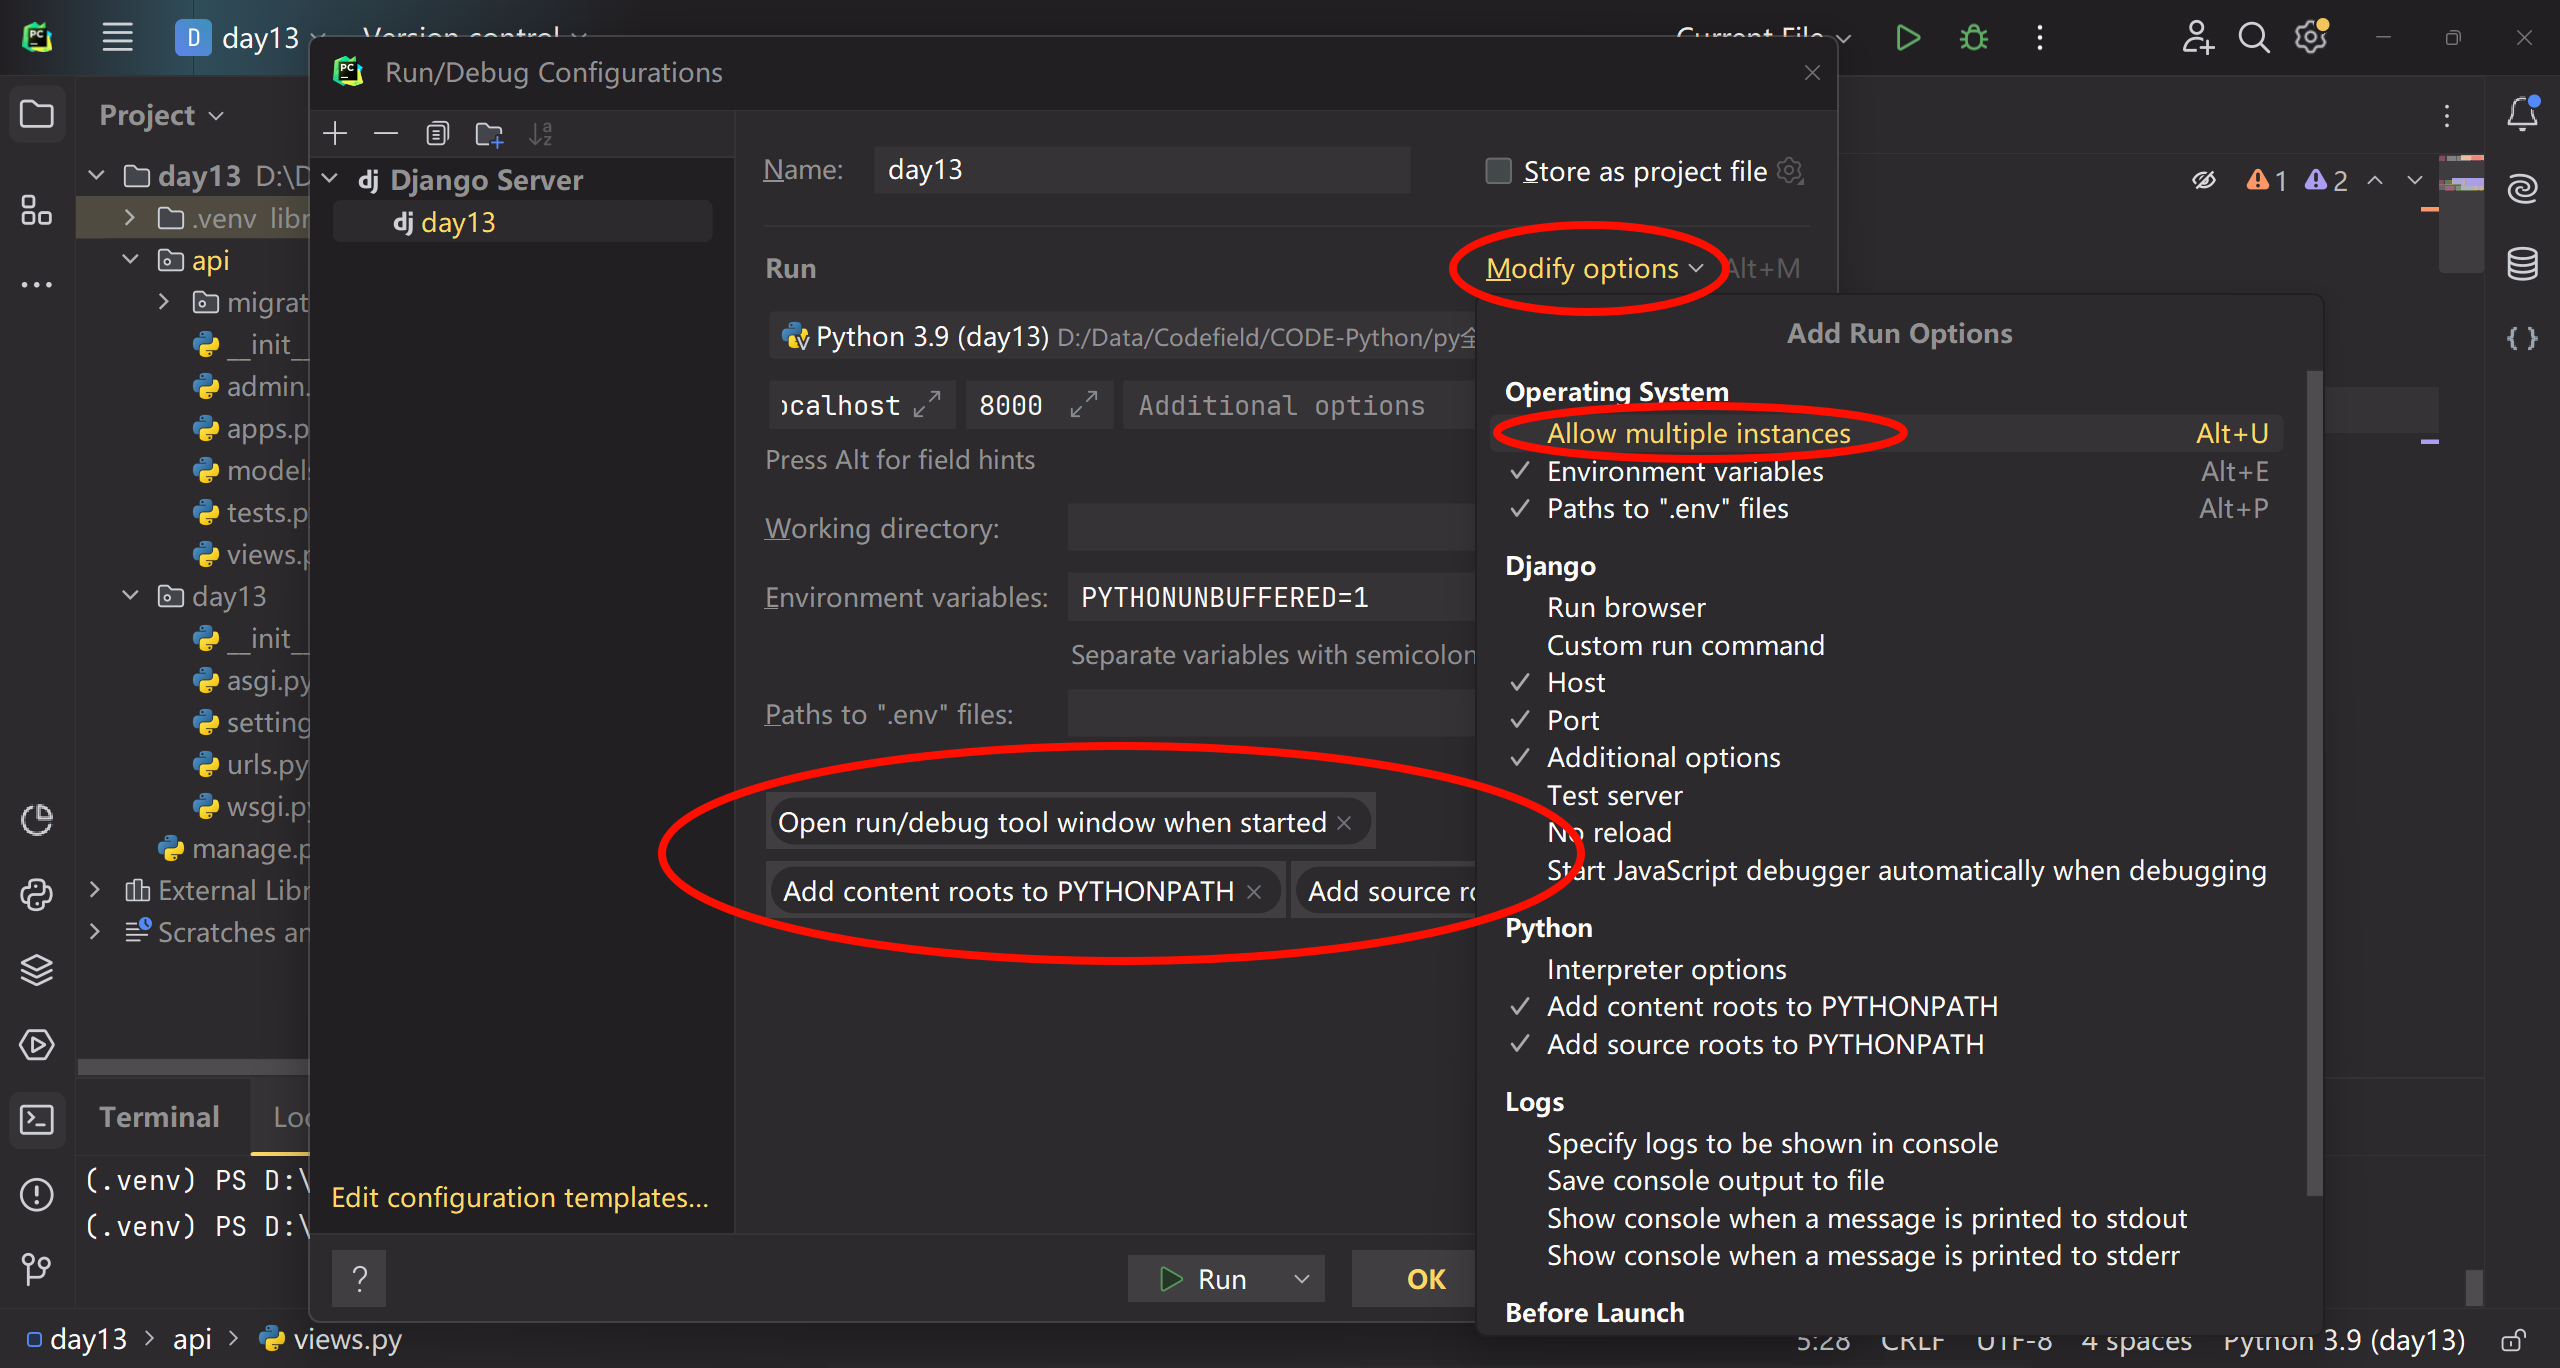 D day13 Version control Current File
Run/Debug Configurations
Project
day13 D:\D
.venv libr
api
migrat
__init__
admin.
apps.p
models
tests.p
views.p
day13
__init__
asgi.py
setting
urls.py
wsgi.py
manage.p
External Libr
Scratches an
Django Server
day13
Edit configuration templates...
Name: day13 Store as project file
Run Modify options Alt+M
Python 3.9 (day13) D:/Data/Codefield/CODE-Python/py全
localhost 8000 Additional options
Press Alt for field hints
Working directory:
Environment variables: PYTHONUNBUFFERED=1
Separate variables with semicolon
Paths to ".env" files:
Open run/debug tool window when started ×
Add content roots to PYTHONPATH × Add source ro
? Run OK
Add Run Options
Operating System
Allow multiple instances Alt+U
Environment variables Alt+E
Paths to ".env" files Alt+P
Django
Run browser
Custom run command
Host
Port
Additional options
Test server
No reload
Start JavaScript debugger automatically when debugging
Python
Interpreter options
Add content roots to PYTHONPATH
Add source roots to PYTHONPATH
Logs
Specify logs to be shown in console
Save console output to file
Show console when a message is printed to stdout
Show console when a message is printed to stderr
Before Launch
1 2
Terminal Loc
(.venv) PS D:\
(.venv) PS D:\
day13 > api > views.py 5:28 CRLF UTF-8 4 spaces Python 3.9 (day13)